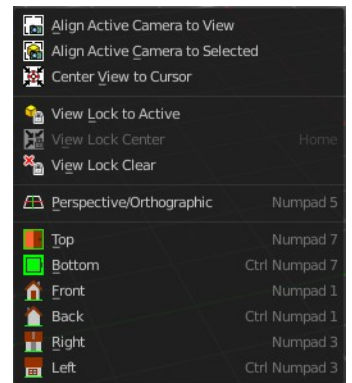 Align Active Camera to View
Align Active Camera to Selected
Center View to Cursor
View Lock to Active
View Lock Center Home
View Lock Clear
Perspective/Orthographic Numpad 5
Top Numpad 7
Bottom Ctrl Numpad 7
Front Numpad 1
Back Ctrl Numpad 1
Right Numpad 3
Left Ctrl Numpad 3